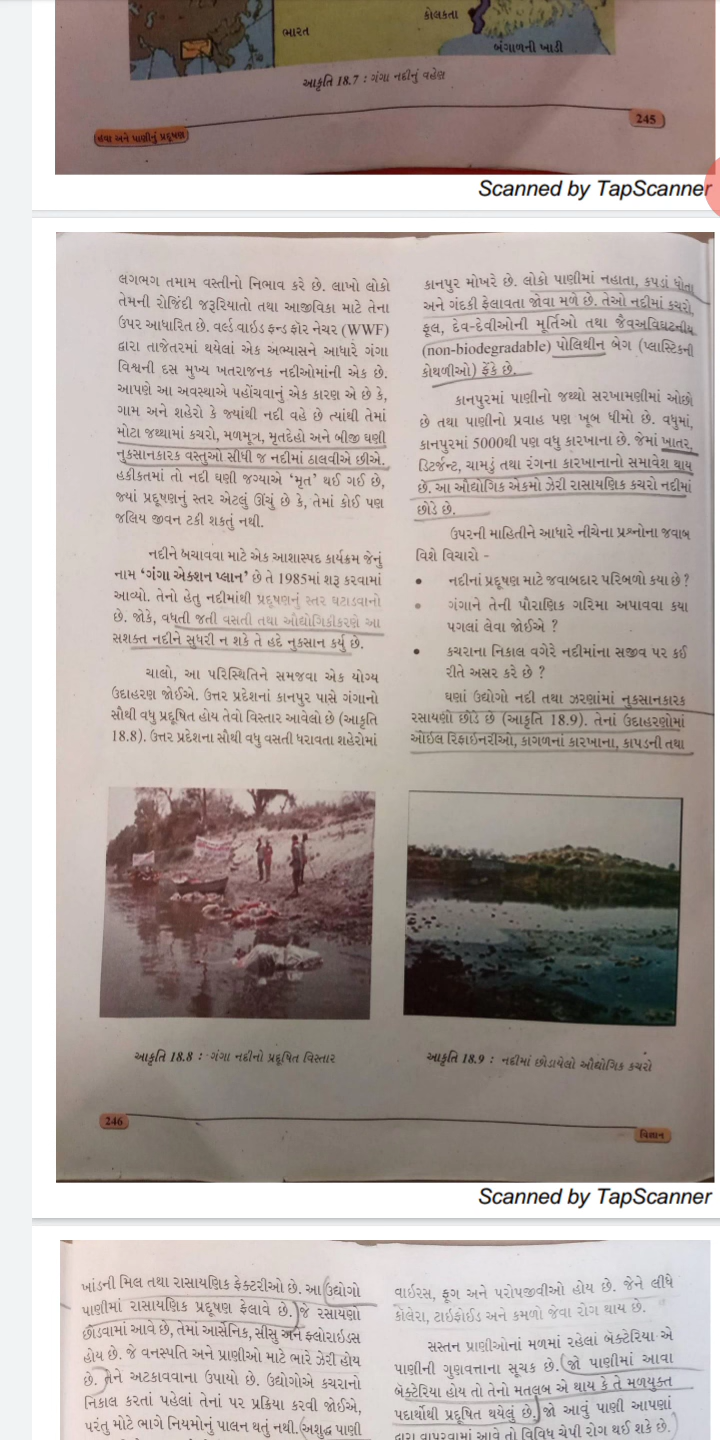 ભારત
કોલકતા
બંગાળની ખાડી
આકૃતિ 18.7 : ગંગા નદીનું વહેણ
હવા અને પાણીનું પ્રદૂષણ
245
Scanned by TapScanner
લગભગ તમામ વસ્તીનો નિભાવ કરે છે. લાખો લોકો
તેમની રોજિંદી જરૂરિયાતો તથા આજીવિકા માટે તેના
ઉપર આધારિત છે. વર્લ્ડ વાઇડ ફન્ડ ફૉર નેચર (WWF)
દ્વારા તાજેતરમાં થયેલાં એક અભ્યાસને આધારે ગંગા
વિશ્વની દસ મુખ્ય ખતરાજનક નદીઓમાંની એક છે.
આપણે આ અવસ્થાએ પહોંચવાનું એક કારણ એ છે કે,
ગામ અને શહેરો કે જ્યાંથી નદી વહે છે ત્યાંથી તેમાં
મોટા જથ્થામાં કચરો, મળમૂત્ર, મૃતદેહો અને બીજી ઘણી
નુકસાનકારક વસ્તુઓ સીધી જ નદીમાં ઠાલવીએ છીએ.
હકીકતમાં તો નદી ઘણી જગ્યાએ ‘મૃત’ થઈ ગઈ છે,
જ્યાં પ્રદૂષણનું સ્તર એટલું ઊંચું છે કે, તેમાં કોઈ પણ
જલિય જીવન ટકી શકતું નથી.
નદીને બચાવવા માટે એક આશાસ્પદ કાર્યક્રમ જેનું
નામ ‘ગંગા એક્શન પ્લાન’ છે તે 1985માં શરૂ કરવામાં
આવ્યો. તેનો હેતુ નદીમાંથી પ્રદૂષણનું સ્તર ઘટાડવાનો
છે. જોકે, વધતી જતી વસતી તથા ઔદ્યોગિકીકરણે આ
સશક્ત નદીને સુધરી ન શકે તે હદે નુકસાન કર્યુ છે.
ચાલો, આ પરિસ્થિતિને સમજવા એક યોગ્ય
ઉદાહરણ જોઈએ. ઉત્તર પ્રદેશનાં કાનપુર પાસે ગંગાનો
સૌથી વધુ પ્રદૂષિત હોય તેવો વિસ્તાર આવેલો છે (આકૃતિ
18.8). ઉત્તર પ્રદેશના સૌથી વધુ વસતી ધરાવતા શહેરોમાં
કાનપુર મોખરે છે. લોકો પાણીમાં નહાતા, કપડાં ધોતા
અને ગંદકી ફેલાવતા જોવા મળે છે. તેઓ નદીમાં કચરો,
ફૂલ, દેવ-દેવીઓની મૂર્તિઓ તથા જૈવઅવિઘટનીય
(non-biodegradable) પોલિથીન બેગ (પ્લાસ્ટિકની
કોથળીઓ) ફેંકે છે.
કાનપુરમાં પાણીનો જથ્થો સરખામણીમાં ઓછો
છે તથા પાણીનો પ્રવાહ પણ ખૂબ ધીમો છે. વધુમાં,
કાનપુરમાં 5000થી પણ વધુ કારખાના છે. જેમાં ખાતર,
ડિટર્જન્ટ, ચામડું તથા રંગના કારખાનાનો સમાવેશ થાય
છે. આ ઔદ્યોગિક એકમો ઝેરી રાસાયણિક કચરો નદીમાં
છોડે છે.
ઉપરની માહિતીને આધારે નીચેના પ્રશ્નોના જવાબ
વિશે વિચારો -
• નદીનાં પ્રદૂષણ માટે જવાબદાર પરિબળો કયા છે ?
• ગંગાને તેની પૌરાણિક ગરિમા અપાવવા કયા
પગલાં લેવા જોઈએ ?
• કચરાના નિકાલ વગેરે નદીમાંના સજીવ પર કઈ
રીતે અસર કરે છે ?
ઘણાં ઉદ્યોગો નદી તથા ઝરણાંમાં નુકસાનકારક
રસાયણો છોડે છે (આકૃતિ 18.9). તેનાં ઉદાહરણોમાં
ઑઇલ રિફાઇનરીઓ, કાગળનાં કારખાના, કાપડની તથા
આકૃતિ 18.8 : ગંગા નદીનો પ્રદૂષિત વિસ્તાર
આકૃતિ 18.9 : નદીમાં છોડાયેલો ઔદ્યોગિક કચરો
246
વિજ્ઞાન
Scanned by TapScanner
ખાંડની મિલ તથા રાસાયણિક ફેક્ટરીઓ છે. આ ઉદ્યોગો
પાણીમાં રાસાયણિક પ્રદૂષણ ફેલાવે છે. જે રસાયણો
છોડવામાં આવે છે, તેમાં આર્સેનિક, સીસુ અને ફ્લોરાઇડસ
હોય છે. જે વનસ્પતિ અને પ્રાણીઓ માટે ભારે ઝેરી હોય
છે. તેને અટકાવવાના ઉપાયો છે. ઉદ્યોગોએ કચરાનો
નિકાલ કરતાં પહેલાં તેનાં પર પ્રક્રિયા કરવી જોઈએ,
પરંતુ મોટે ભાગે નિયમોનું પાલન થતું નથી. (અશુદ્ધ પાણી
વાઇરસ, ફૂગ અને પરોપજીવીઓ હોય છે. જેને લીધે
કોલેરા, ટાઇફોઈડ અને કમળો જેવા રોગ થાય છે.
સસ્તન પ્રાણીઓનાં મળમાં રહેલાં બૅક્ટેરિયા એ
પાણીની ગુણવત્તાના સૂચક છે. (જો પાણીમાં આવા
બૅક્ટેરિયા હોય તો તેનો મતલબ એ થાય કે તે મળયુક્ત
પદાર્થોથી પ્રદૂષિત થયેલું છે.) જો આવું પાણી આપણાં
દ્વારા વાપરવામાં આવે તો વિવિધ ચેપી રોગ થઈ શકે છે.